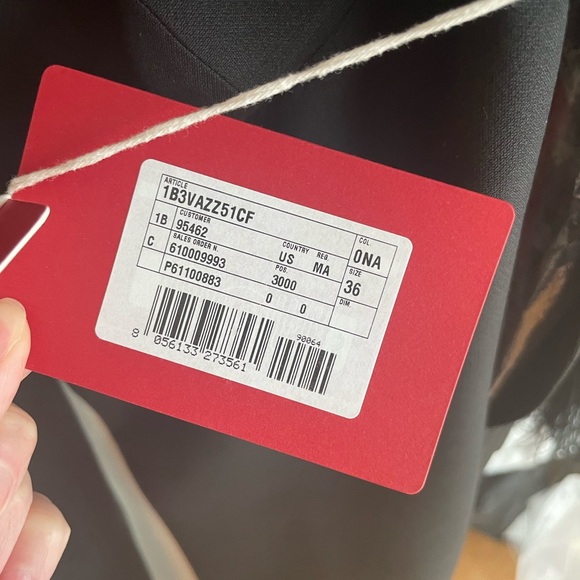 ARTICLE COL.
1B3VAZZ51CF 0NA
1B CUSTOMER COUNTRY REG. SIZE
95462 US MA 36
C SALES ORDER N. POS. DIM
610009993 3000
P61100883 0 0
90064
8 056133 273561